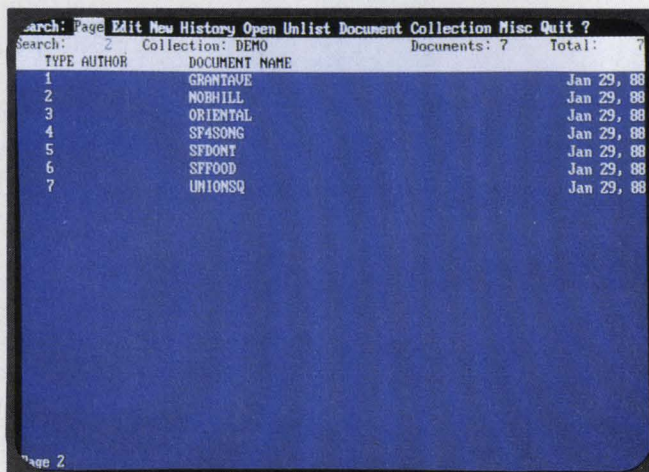 Search: Page Edit New History Open Unlist Document Collection Misc Quit ?
Search: 2 Collection: DEMO Documents: 7 Total: 7
TYPE AUTHOR DOCUMENT NAME
1 GRANTAVE Jan 29, 88
2 NOBHILL Jan 29, 88
3 ORIENTAL Jan 29, 88
4 SF4SONG Jan 29, 88
5 SFDONT Jan 29, 88
6 SFFOOD Jan 29, 88
7 UNIONSQ Jan 29, 88
Page 2